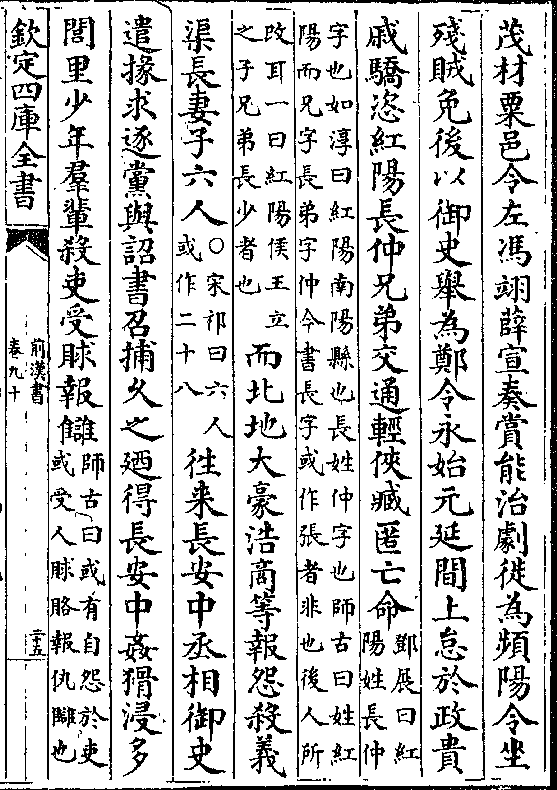 茂材粟邑令左馮翊薛宣奏賞能治劇徙為頻陽令坐
殘賊免後以御史舉為鄭令永始元延間上怠於政貴
戚驕恣紅陽長仲兄弟交通輕俠臧匿亡命
鄧展曰紅
陽姓長仲
字也如淳曰紅陽南陽縣也長姓仲字也師古曰姓紅
陽而兄字長弟字仲今書長字或作張者非也後人所
改耳一曰紅陽侯王立
之子兄弟長少者也
而北地大豪浩商等報怨殺義
渠長妻子六人
○宋祁曰六人
或作二十八
往来長安中丞相御史
遣掾求逐黨與詔書召捕久之廼得長安中姦猾浸多
閭里少年羣輩殺吏受賕報讎
師古曰或有自怨於吏
或受人賕賂報仇讎也
欽定四庫全書
前漢書
卷九十
二十五